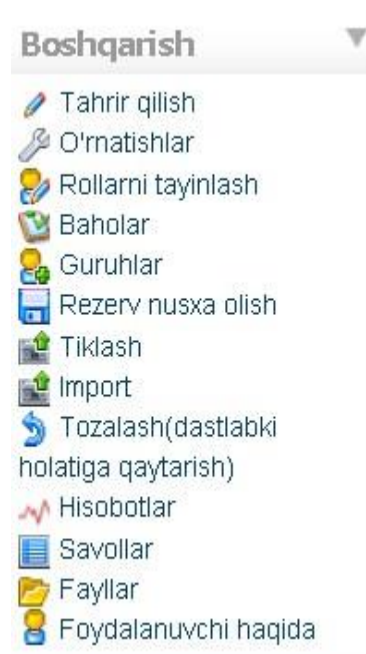 Boshqarish
Tahrir qilish
O'rnatishlar
Rollarni tayinlash
Baholar
Guruhlar
Rezerv nusxa olish
Tiklash
Import
Tozalash(dastlabki
holatiga qaytarish)
Hisobotlar
Savollar
Fayllar
Foydalanuvchi haqida